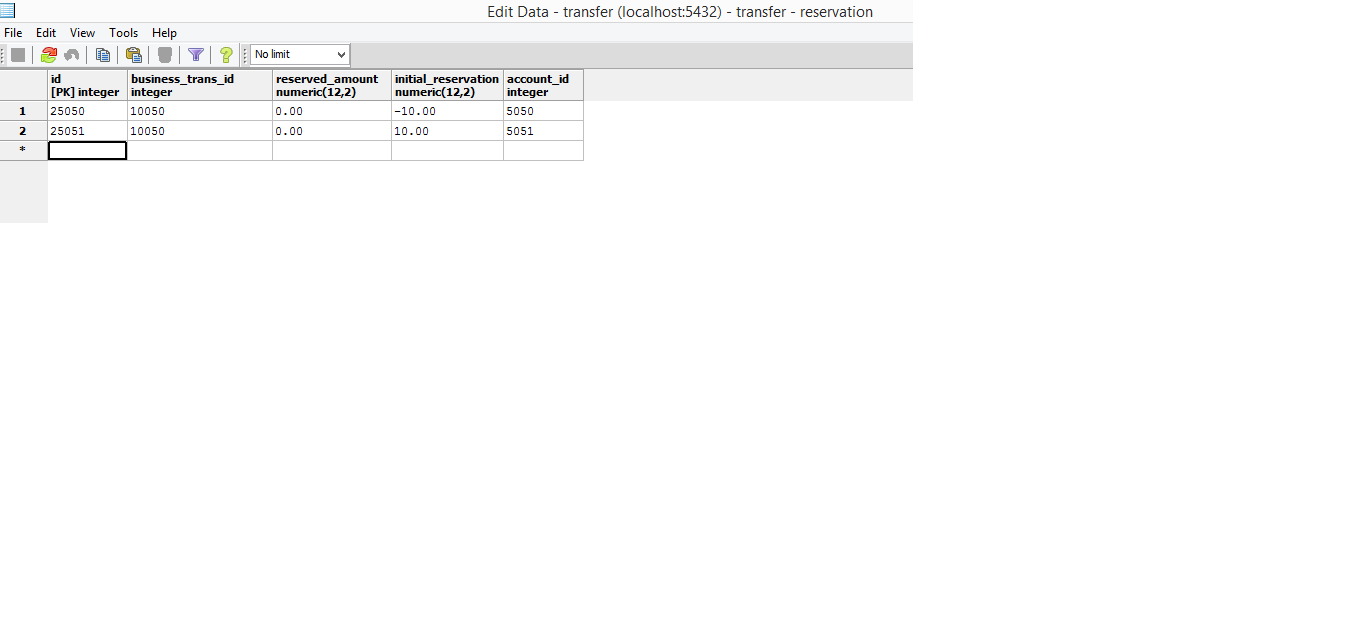 Edit Data - transfer (localhost:5432) - transfer - reservation
File Edit View Tools Help
No limit
id business_trans_id reserved_amount initial_reservation account_id
[PK] integer integer numeric(12,2) numeric(12,2) integer
1 25050 10050 0.00 -10.00 5050
2 25051 10050 0.00 10.00 5051
*